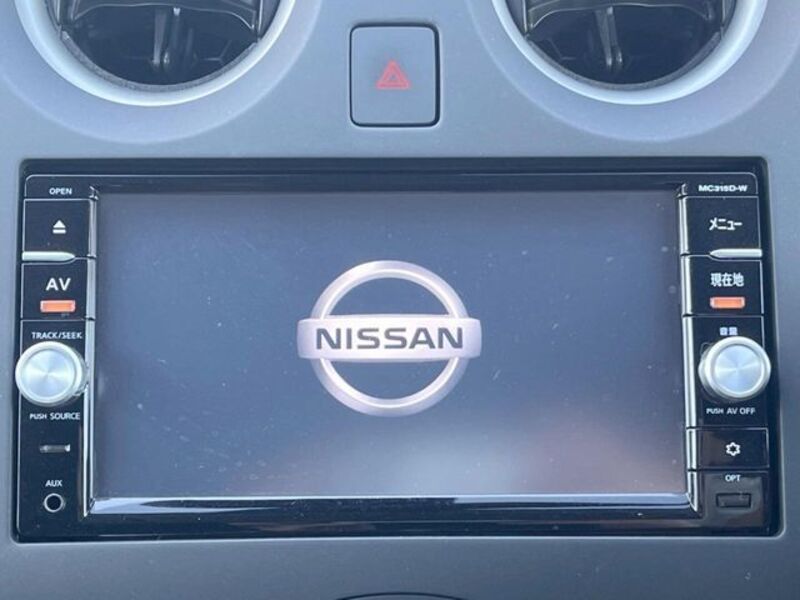 OPEN
MC315D-W
メニュー
AV
現在地
TRACK/SEEK
音量
NISSAN
PUSH SOURCE
PUSH AV OFF
AUX
OPT